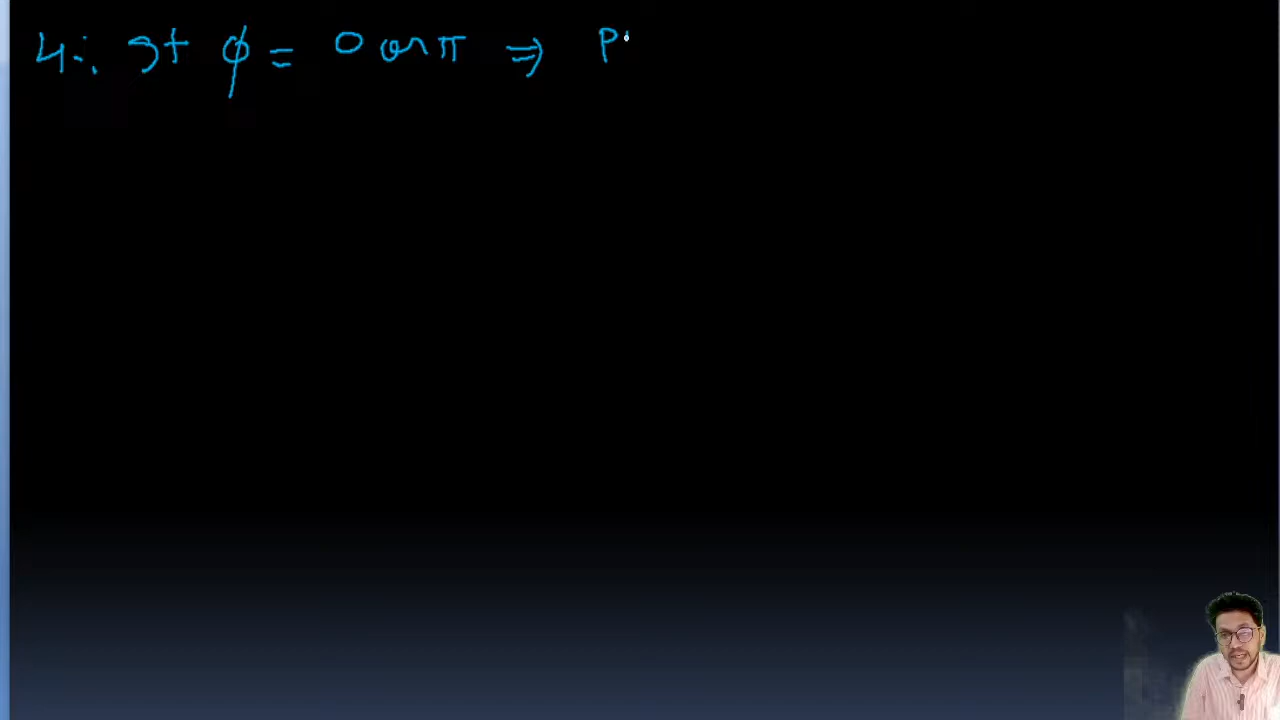 4:- If ϕ = 0 or π ⇒ P